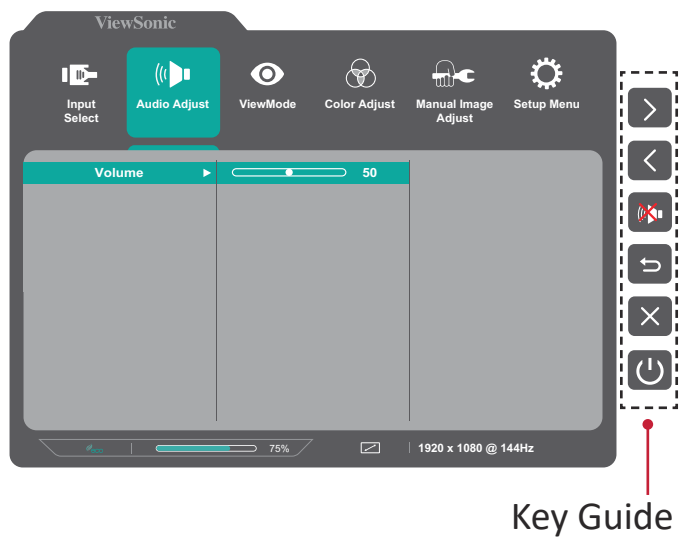 ViewSonic
Input
Select
Audio Adjust
ViewMode
Color Adjust
Manual Image
Adjust
Setup Menu
Volume
50
eco
75%
1920 x 1080 @ 144Hz
Key Guide